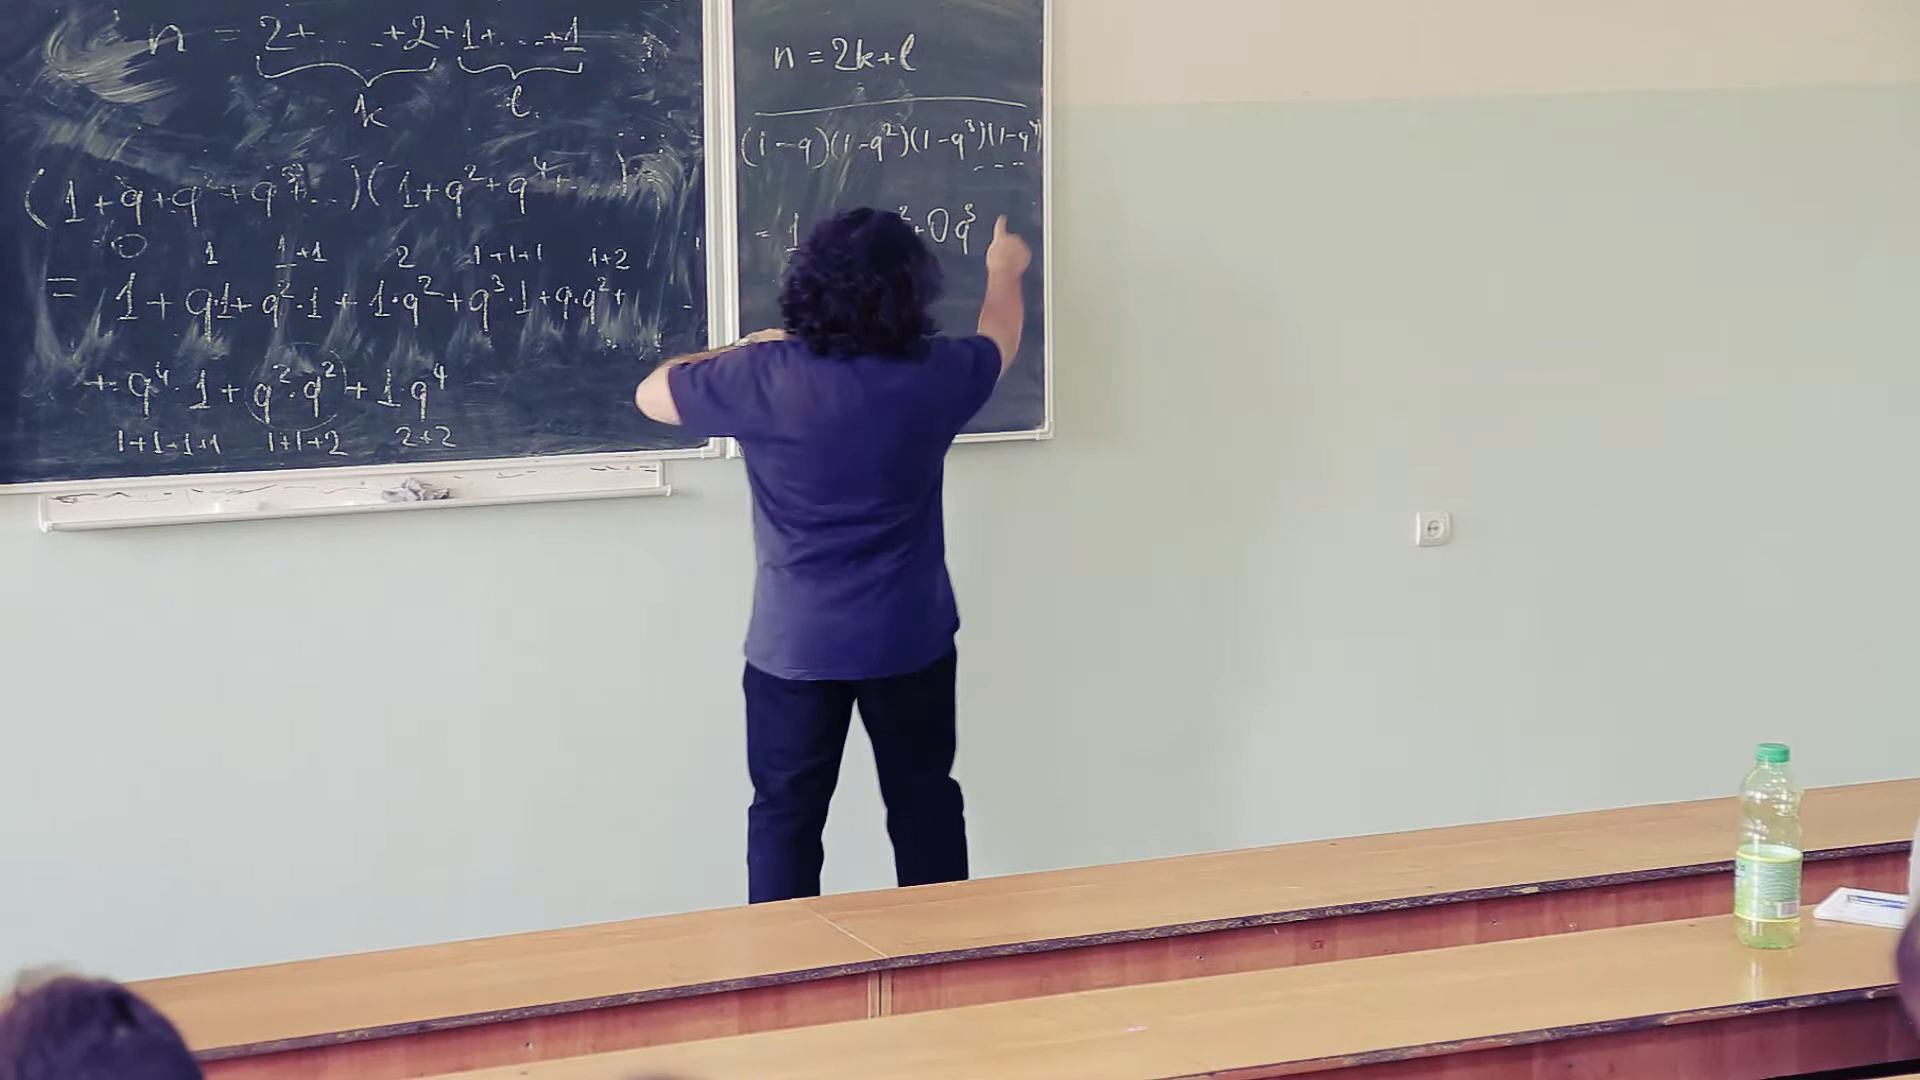 n = 2+...+2+1+...+1
k l
(1+q+q²+q³+...)(1+q²+q⁴+...)=
0 1 1+1 2 1+1+1 1+2
= 1+q·1+q²·1+1·q²+q³·1+q·q²+
+q⁴·1+q²·q²+1·q⁴
1+1+1+1 1+1+2 2+2
n=2k+l
(1-q)(1-q²)(1-q³)(1-q⁴)
---
= 1 ² +0q³